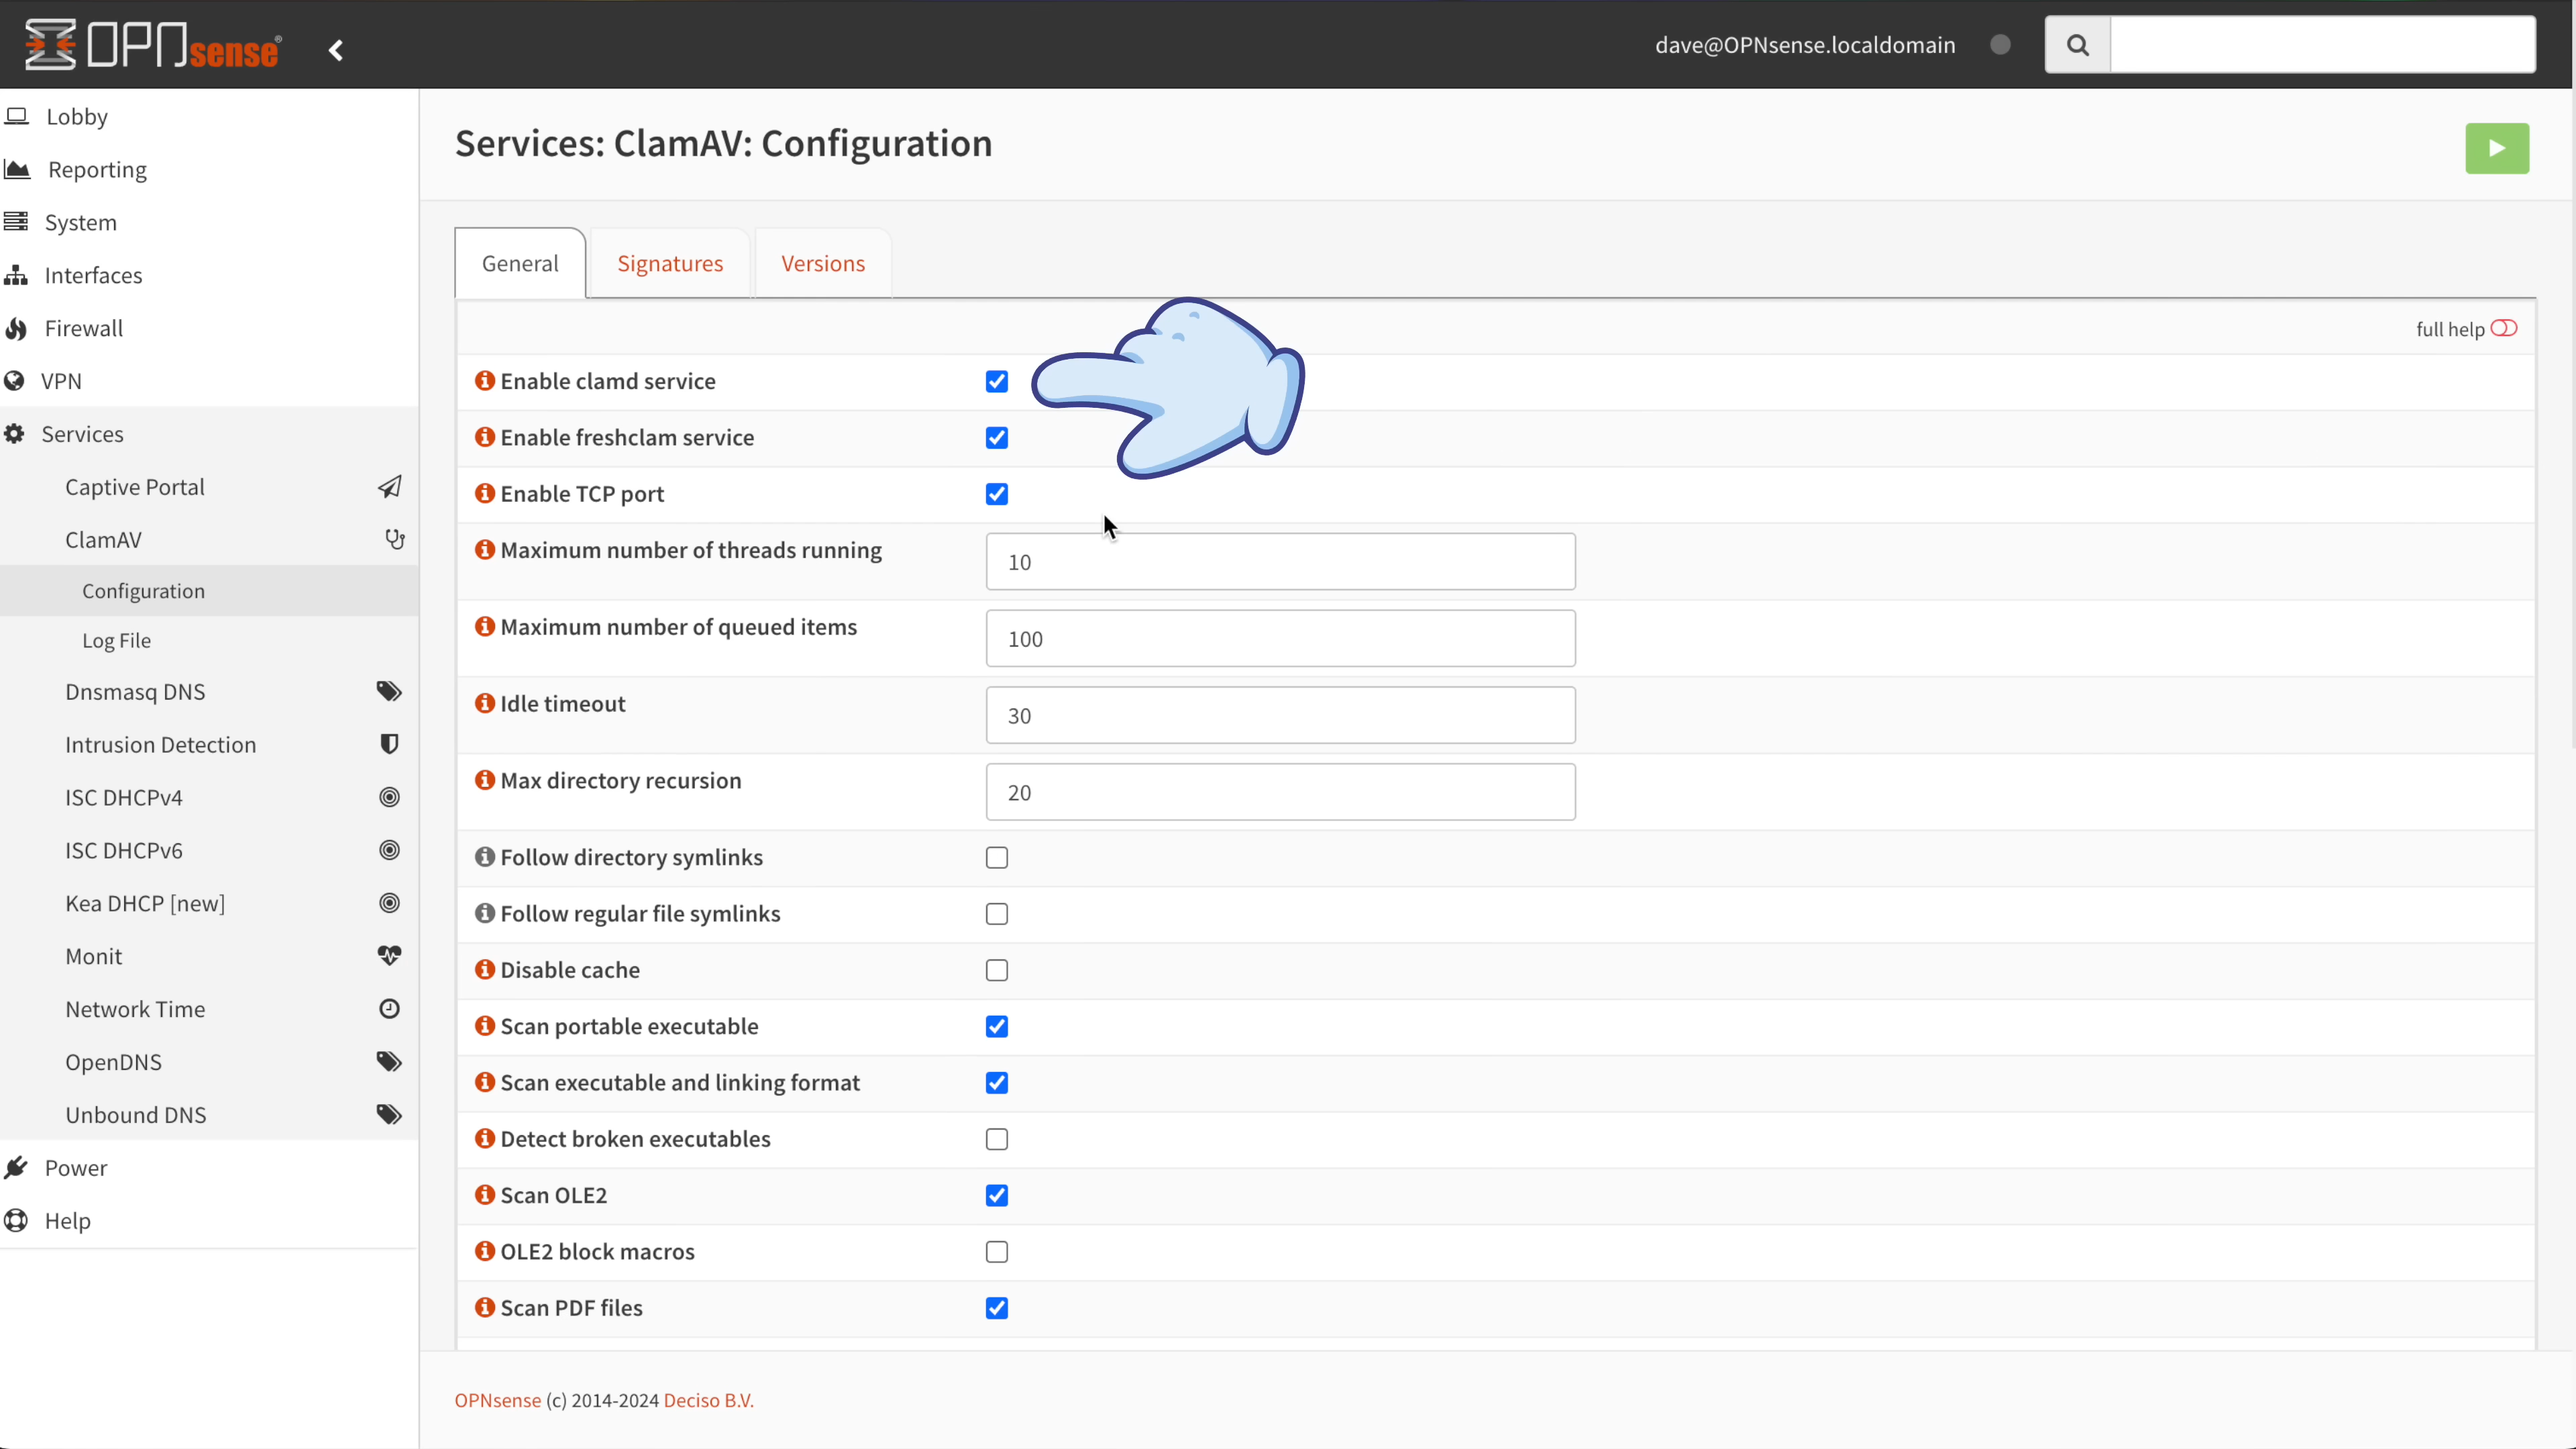 OPNsense®
dave@OPNsense.localdomain
Lobby
Reporting
System
Interfaces
Firewall
VPN
Services
Captive Portal
ClamAV
Configuration
Log File
Dnsmasq DNS
Intrusion Detection
ISC DHCPv4
ISC DHCPv6
Kea DHCP [new]
Monit
Network Time
OpenDNS
Unbound DNS
Power
Help
Services: ClamAV: Configuration
General Signatures Versions
full help
Enable clamd service
Enable freshclam service
Enable TCP port
Maximum number of threads running 10
Maximum number of queued items 100
Idle timeout 30
Max directory recursion 20
Follow directory symlinks
Follow regular file symlinks
Disable cache
Scan portable executable
Scan executable and linking format
Detect broken executables
Scan OLE2
OLE2 block macros
Scan PDF files
OPNsense (c) 2014-2024 Deciso B.V.